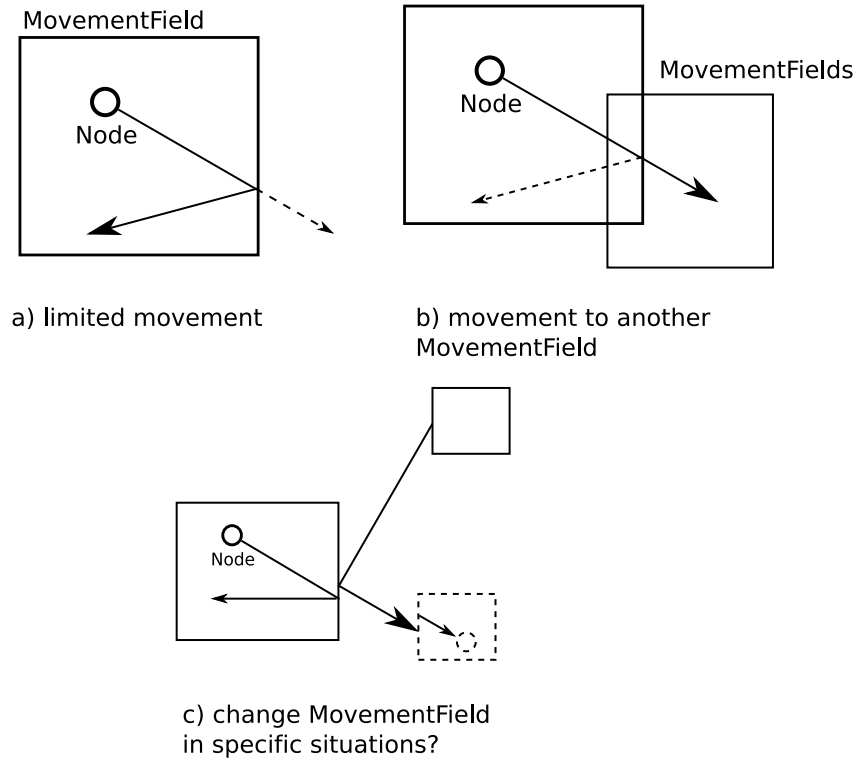 MovementField
Node
MovementFields
Node
a) limited movement
b) movement to another
MovementField
Node
c) change MovementField
in specific situations?